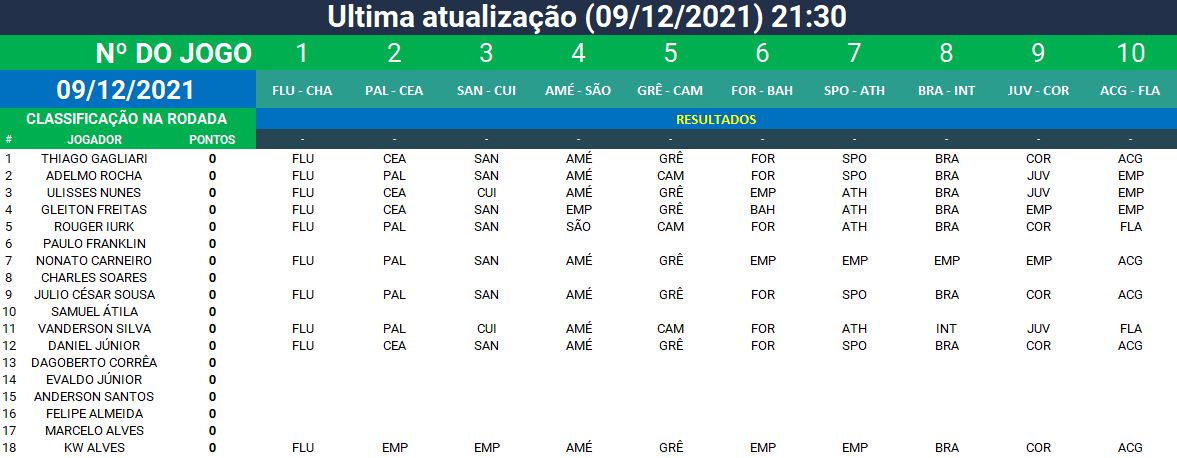 Ultima atualização (09/12/2021) 21:30
Nº DO JOGO 1 2 3 4 5 6 7 8 9 10
09/12/2021 FLU - CHA PAL - CEA SAN - CUI AMÉ - SÃO GRÊ - CAM FOR - BAH SPO - ATH BRA - INT JUV - COR ACG - FLA
CLASSIFICAÇÃO NA RODADA RESULTADOS
# JOGADOR PONTOS - - - - - - - - - -
1 THIAGO GAGLIARI 0 FLU CEA SAN AMÉ GRÊ FOR SPO BRA COR ACG
2 ADELMO ROCHA 0 FLU PAL SAN AMÉ CAM FOR SPO BRA JUV EMP
3 ULISSES NUNES 0 FLU CEA CUI AMÉ GRÊ EMP ATH BRA JUV EMP
4 GLEITON FREITAS 0 FLU CEA SAN EMP GRÊ BAH ATH BRA EMP EMP
5 ROUGER IURK 0 FLU PAL SAN SÃO CAM FOR ATH BRA COR FLA
6 PAULO FRANKLIN 0
7 NONATO CARNEIRO 0 FLU PAL SAN AMÉ GRÊ EMP EMP EMP EMP ACG
8 CHARLES SOARES 0
9 JULIO CÉSAR SOUSA 0 FLU PAL SAN AMÉ GRÊ FOR SPO BRA COR ACG
10 SAMUEL ÁTILA 0
11 VANDERSON SILVA 0 FLU PAL CUI AMÉ CAM FOR ATH INT JUV FLA
12 DANIEL JÚNIOR 0 FLU CEA SAN AMÉ GRÊ FOR SPO BRA COR ACG
13 DAGOBERTO CORRÊA 0
14 EVALDO JÚNIOR 0
15 ANDERSON SANTOS 0
16 FELIPE ALMEIDA 0
17 MARCELO ALVES 0
18 KW ALVES 0 FLU EMP EMP AMÉ GRÊ EMP EMP BRA COR ACG